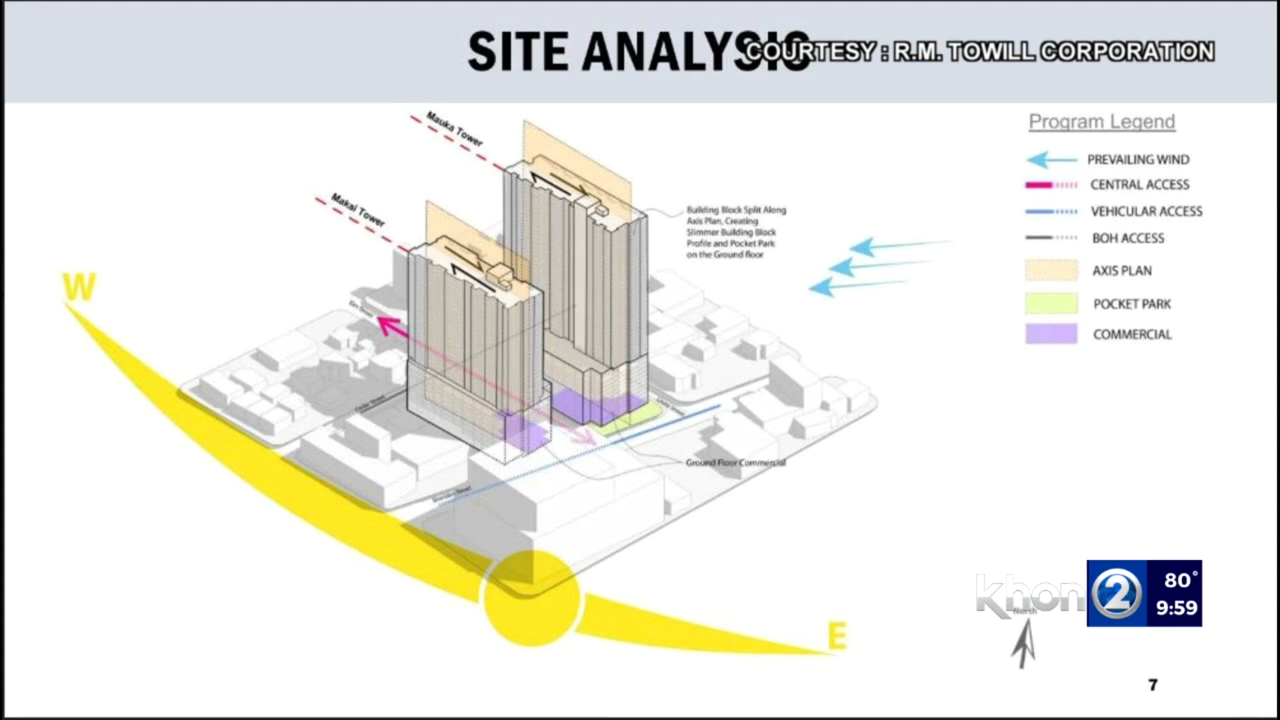 SITE ANALYSIS
COURTESY : R.M. TOWILL CORPORATION
Mauka Tower
Makai Tower
Program Legend
PREVAILING WIND
CENTRAL ACCESS
VEHICULAR ACCESS
BOH ACCESS
AXIS PLAN
POCKET PARK
COMMERCIAL
Building Block Split Along
Axis Plan, Creating
Slimmer Building Block
Profile and Pocket Park
on the Ground floor
W
Ground Floor Commercial
E
khon 2
80°
9:59
North
7